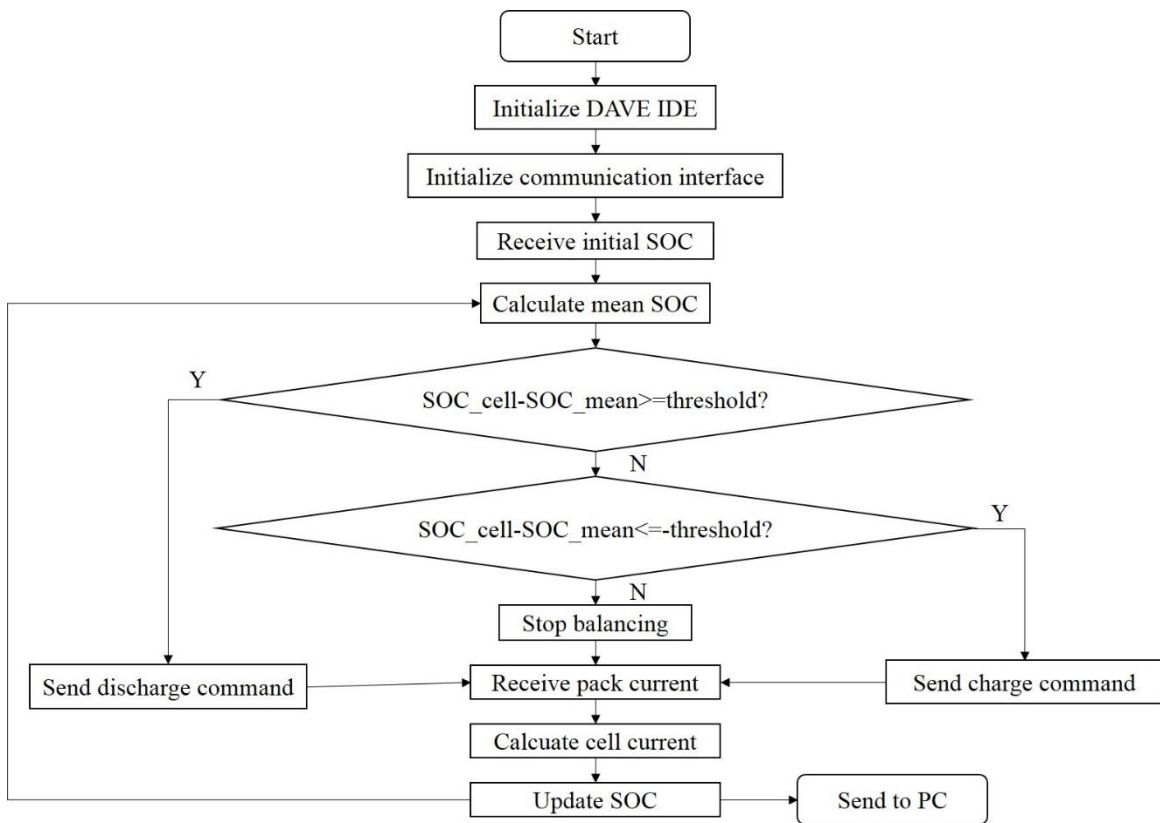 Start
Initialize DAVE IDE
Initialize communication interface
Receive initial SOC
Calculate mean SOC
Y
SOC_cell-SOC_mean>=threshold?
N
Y
SOC_cell-SOC_mean<=-threshold?
N
Stop balancing
Send discharge command
Receive pack current
Send charge command
Calcuate cell current
Update SOC
Send to PC